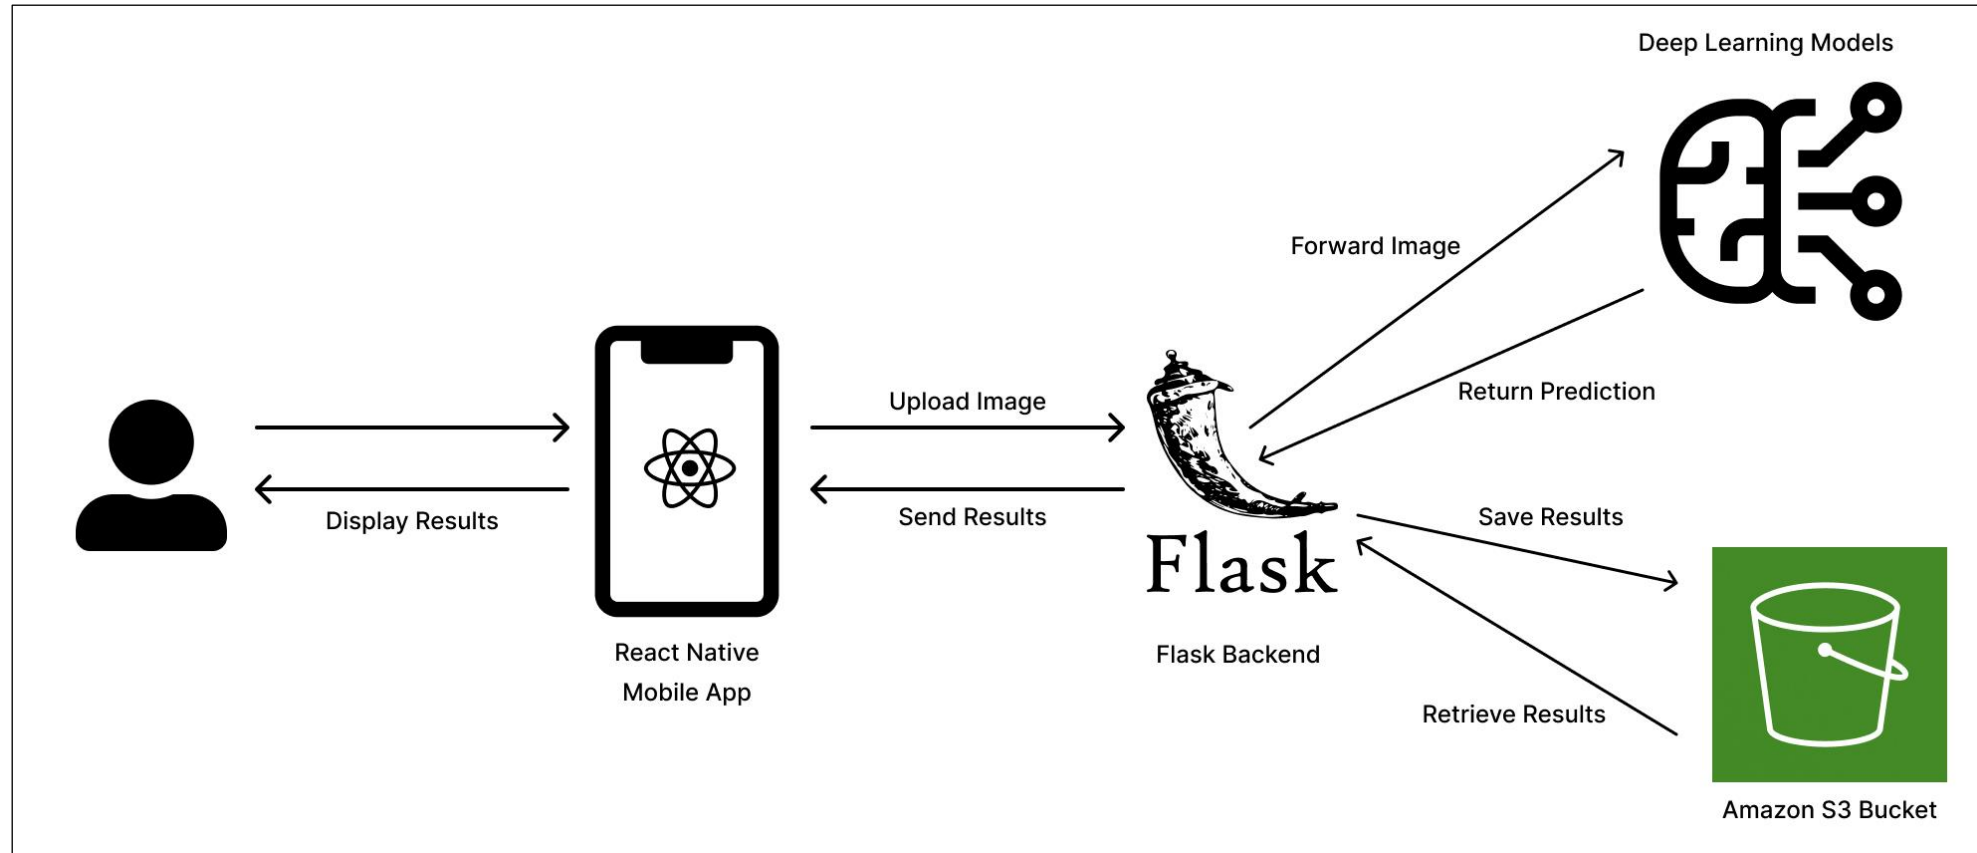 Deep Learning Models
Forward Image
Upload Image
Return Prediction
Display Results
Send Results
Save Results
Flask
React Native
Mobile App
Flask Backend
Retrieve Results
Amazon S3 Bucket